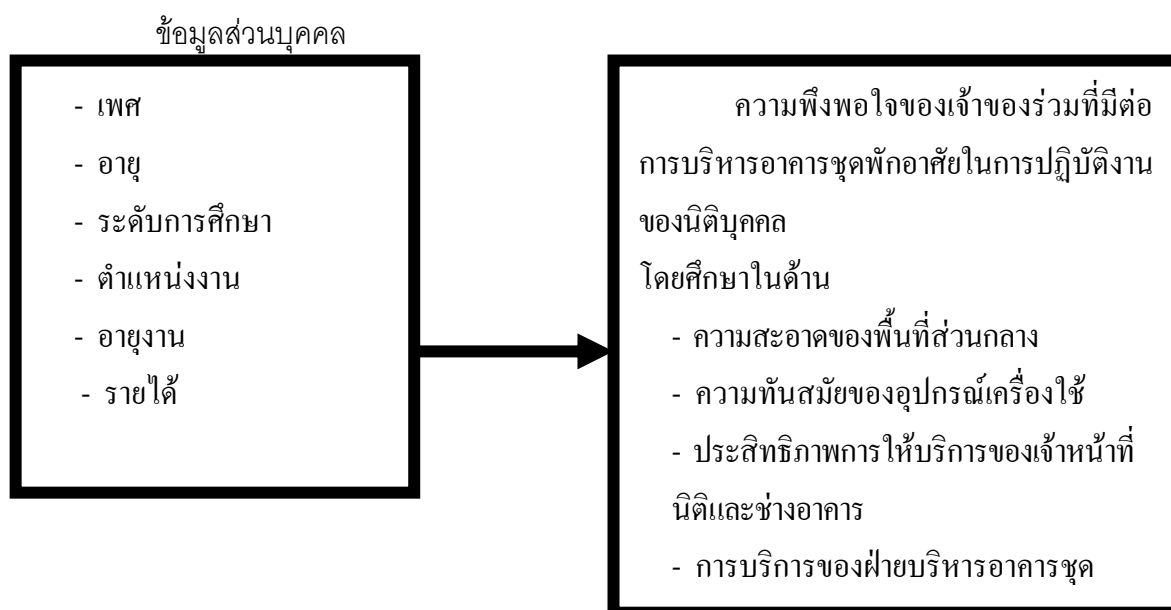 ข้อมูลส่วนบุคคล
- เพศ
- อายุ
- ระดับการศึกษา
- ตำแหน่งงาน
- อายุงาน
- รายได้
ความพึงพอใจของเจ้าของร่วมที่มีต่อ
การบริหารอาคารชุดพักอาศัยในการปฏิบัติงาน
ของนิติบุคคล
โดยศึกษาในด้าน
- ความสะอาดของพื้นที่ส่วนกลาง
- ความทันสมัยของอุปกรณ์เครื่องใช้
- ประสิทธิภาพการให้บริการของเจ้าหน้าที่
นิติและช่างอาคาร
- การบริการของฝ่ายบริหารอาคารชุด